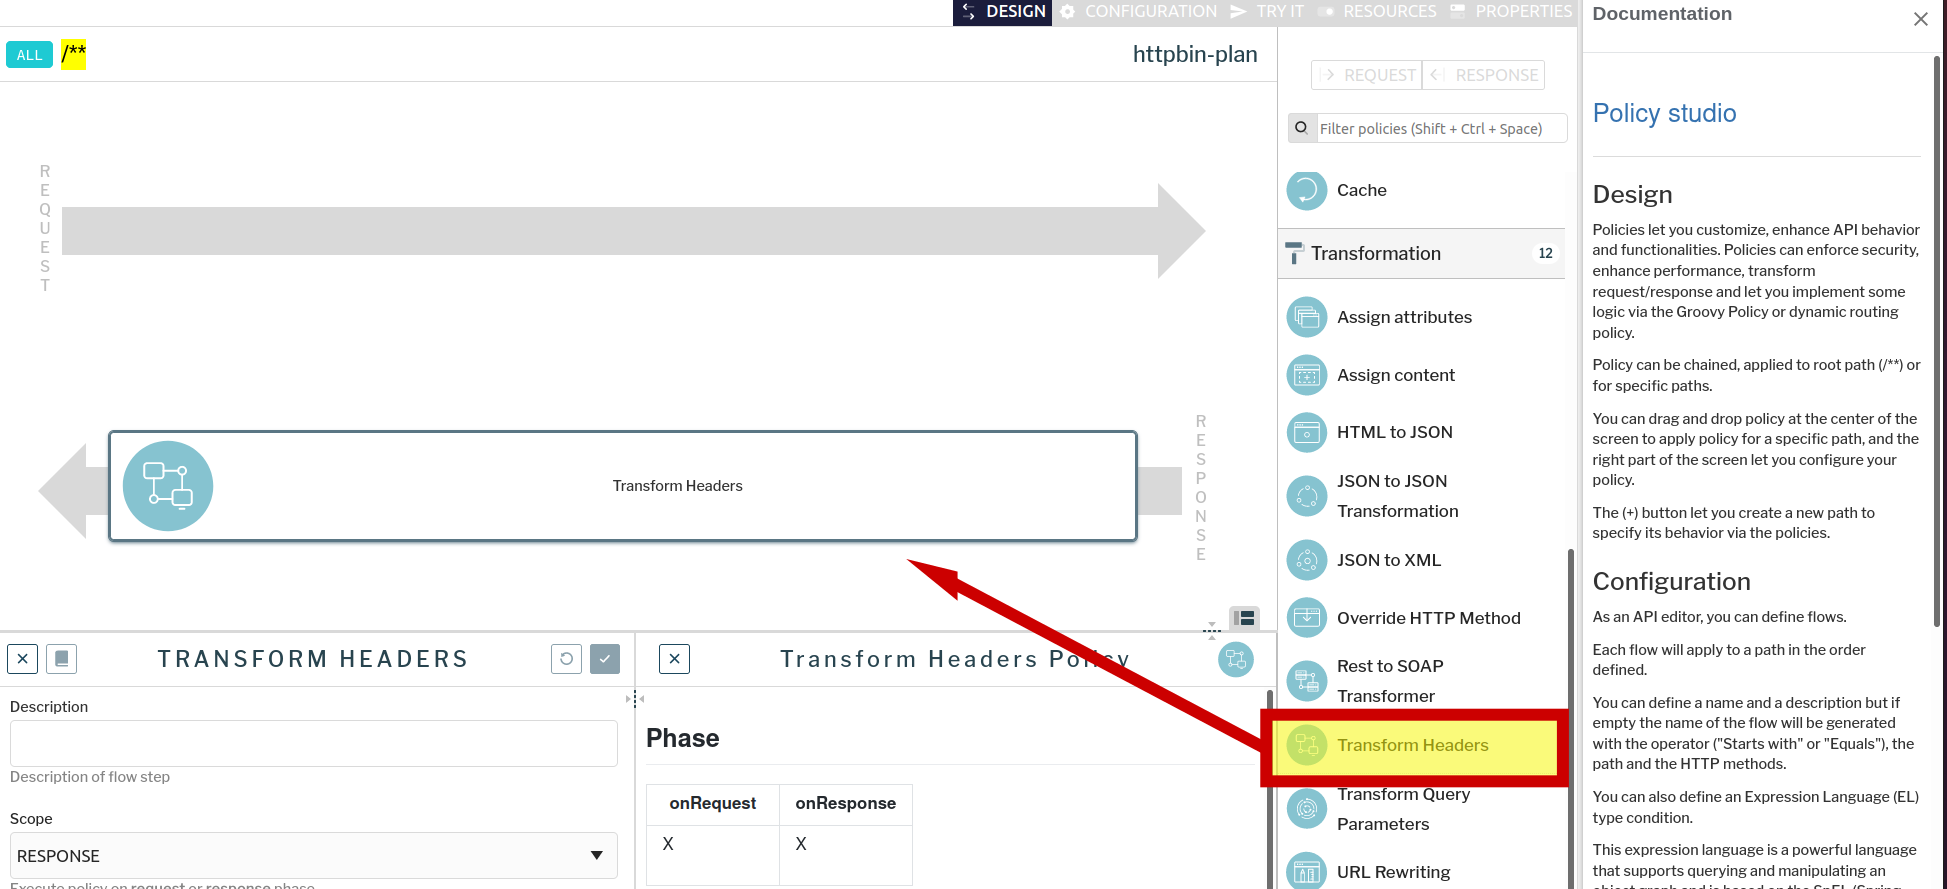 DESIGN
CONFIGURATION
TRY IT
RESOURCES
PROPERTIES
ALL
/**
httpbin-plan
REQUEST
RESPONSE
Transform Headers
TRANSFORM HEADERS
Description
Description of flow step
Scope
RESPONSE
Execute policy on request or response phase.
Transform Headers Policy
Phase
onRequest onResponse
X X
REQUEST
RESPONSE
Filter policies (Shift + Ctrl + Space)
Cache
Transformation
12
Assign attributes
Assign content
HTML to JSON
JSON to JSON
Transformation
JSON to XML
Override HTTP Method
Rest to SOAP
Transformer
Transform Headers
Transform Query
Parameters
URL Rewriting
Documentation
Policy studio
Design
Policies let you customize, enhance API behavior
and functionalities. Policies can enforce security,
enhance performance, transform
request/response and let you implement some
logic via the Groovy Policy or dynamic routing
policy.
Policy can be chained, applied to root path (/**) or
for specific paths.
You can drag and drop policy at the center of the
screen to apply policy for a specific path, and the
right part of the screen let you configure your
policy.
The (+) button let you create a new path to
specify its behavior via the policies.
Configuration
As an API editor, you can define flows.
Each flow will apply to a path in the order
defined.
You can define a name and a description but if
empty the name of the flow will be generated
with the operator ("Starts with" or "Equals"), the
path and the HTTP methods.
You can also define an Expression Language (EL)
type condition.
This expression language is a powerful language
that supports querying and manipulating an
object graph and is based on the SpEL (Spring